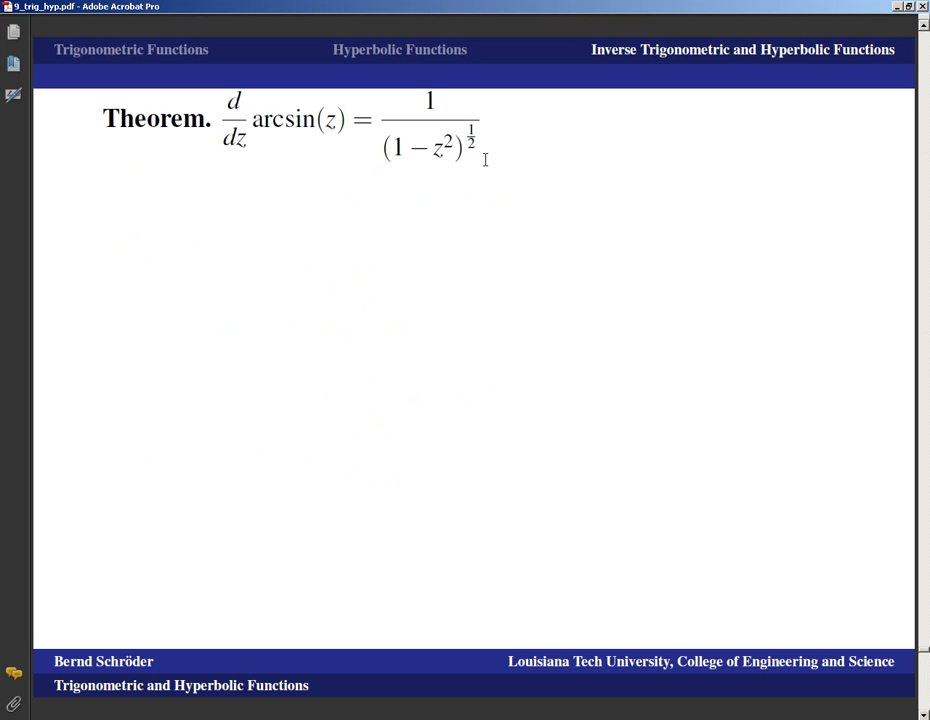 9_trig_hyp.pdf - Adobe Acrobat Pro
Trigonometric Functions Hyperbolic Functions Inverse Trigonometric and Hyperbolic Functions
Theorem. d/dz arcsin(z) = 1/(1 − z²)^(1/2)
Bernd Schröder Louisiana Tech University, College of Engineering and Science
Trigonometric and Hyperbolic Functions